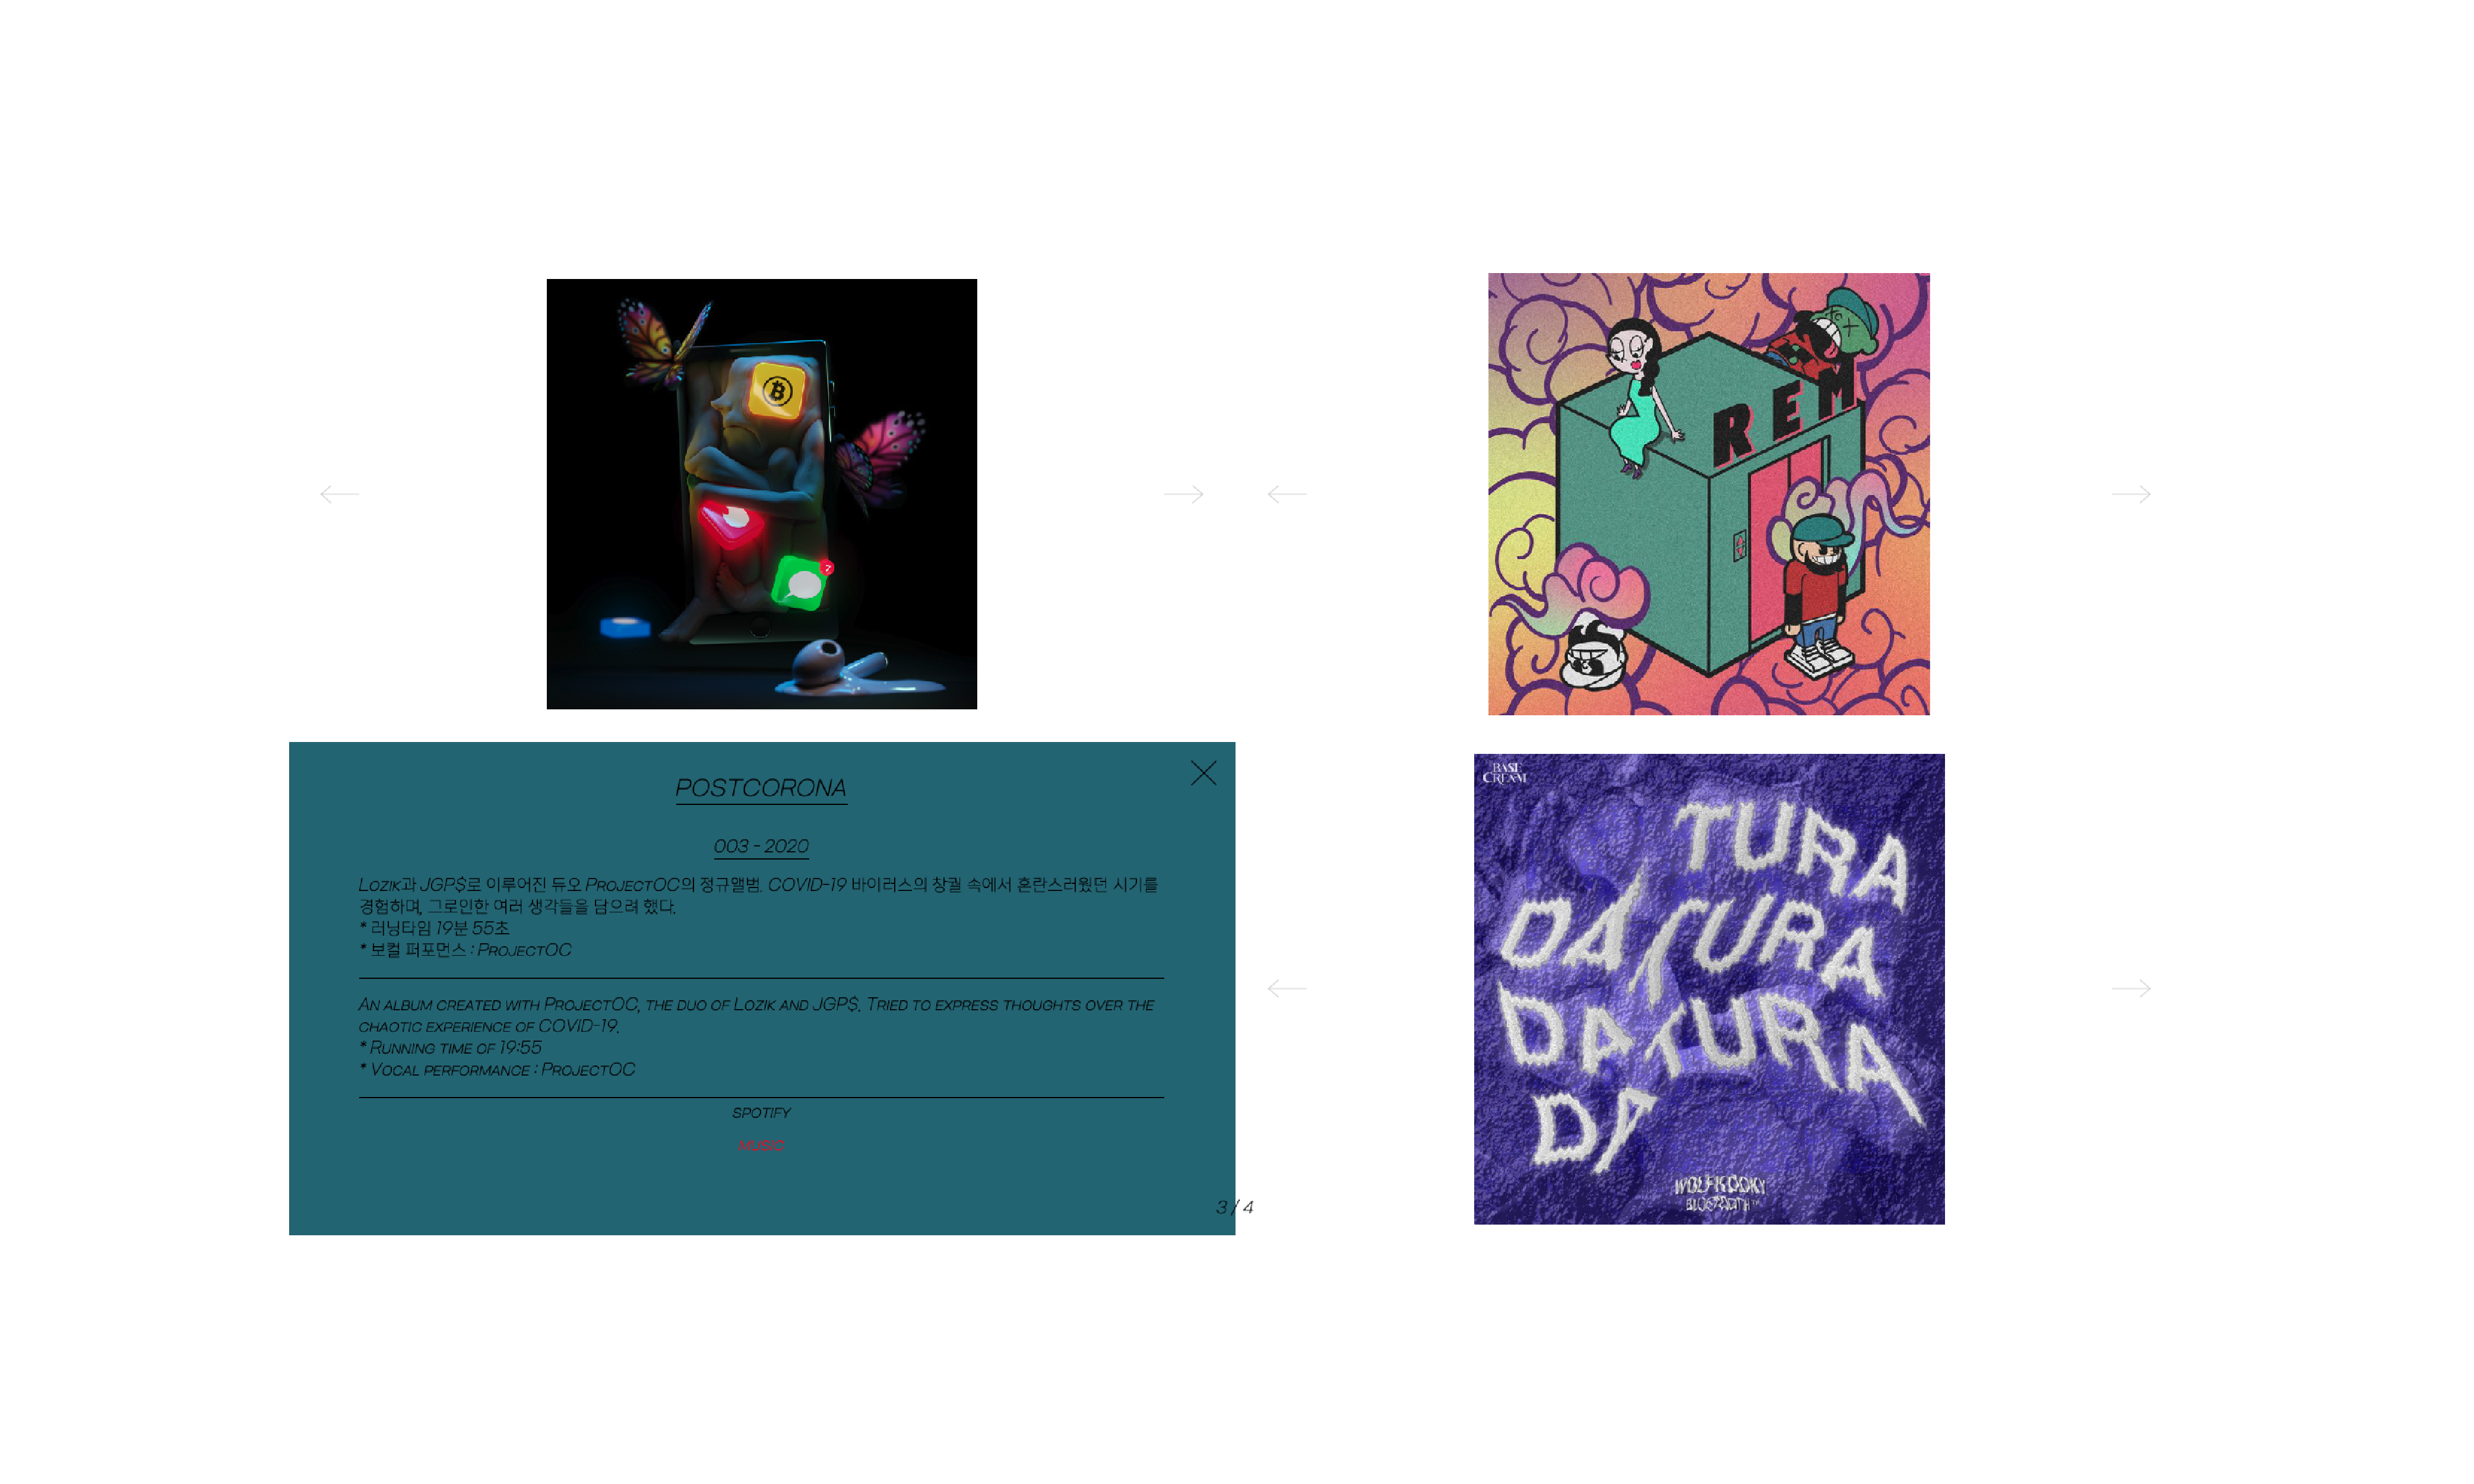 7
R E M
POSTCORONA
003 - 2020
Lozik과 JGP$로 이루어진 듀오 ProjectOC의 정규앨범. COVID-19 바이러스의 창궐 속에서 혼란스러웠던 시기를
경험하며, 그로인한 여러 생각들을 담으려 했다.
* 러닝타임 19분 55초
* 보컬 퍼포먼스 : ProjectOC
An album created with ProjectOC, the duo of Lozik and JGP$. Tried to express thoughts over the
chaotic experience of COVID-19.
* Running time of 19:55
* Vocal performance : ProjectOC
SPOTIFY
MUSIC
3 / 4
BASE
CREAM
TURA
DATURA
DATURA
DA